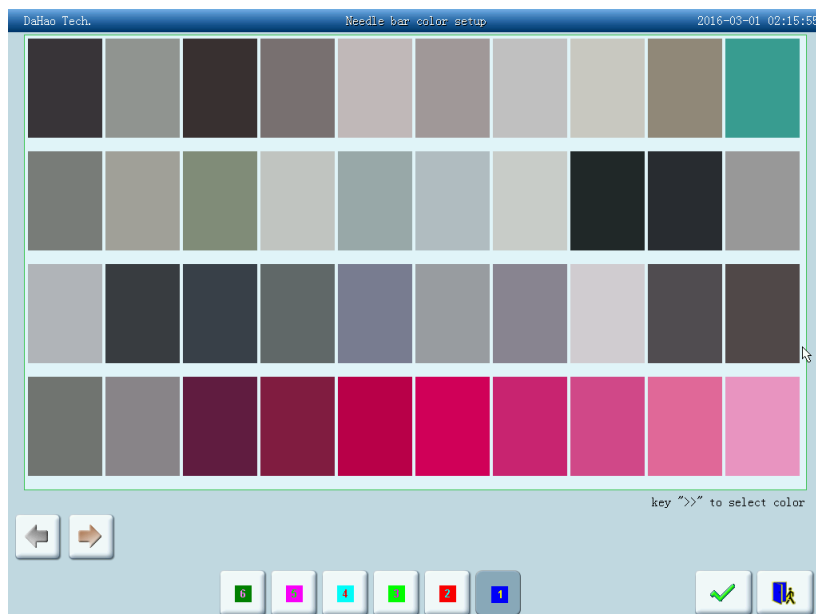 DaHao Tech. Needle bar color setup 2016-03-01 02:15:55
key ">>" to select color
6 5 4 3 2 1